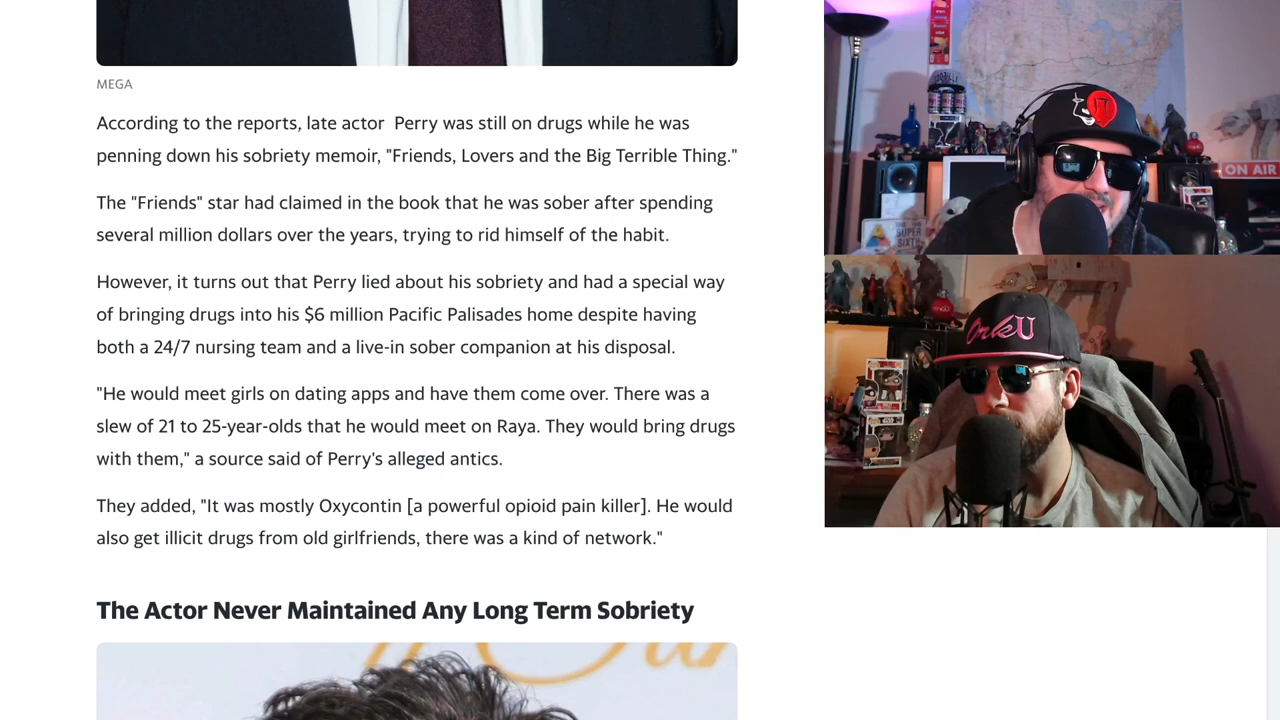 MEGA
According to the reports, late actor  Perry was still on drugs while he was
penning down his sobriety memoir, "Friends, Lovers and the Big Terrible Thing."
The "Friends" star had claimed in the book that he was sober after spending
several million dollars over the years, trying to rid himself of the habit.
However, it turns out that Perry lied about his sobriety and had a special way
of bringing drugs into his $6 million Pacific Palisades home despite having
both a 24/7 nursing team and a live-in sober companion at his disposal.
"He would meet girls on dating apps and have them come over. There was a
slew of 21 to 25-year-olds that he would meet on Raya. They would bring drugs
with them," a source said of Perry's alleged antics.
They added, "It was mostly Oxycontin [a powerful opioid pain killer]. He would
also get illicit drugs from old girlfriends, there was a kind of network."
The Actor Never Maintained Any Long Term Sobriety
IT
ON AIR
SUPER
SIXTH
OrkU